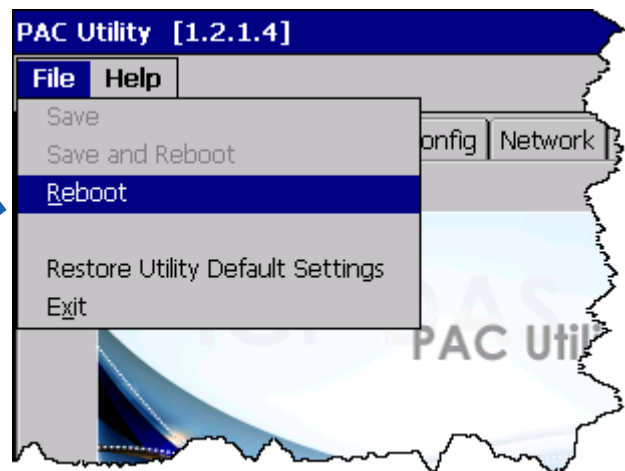 PAC Utility [1.2.1.4]
File Help
Save
Save and Reboot
onfig Network
Reboot
Restore Utility Default Settings
Exit
PAC Utili